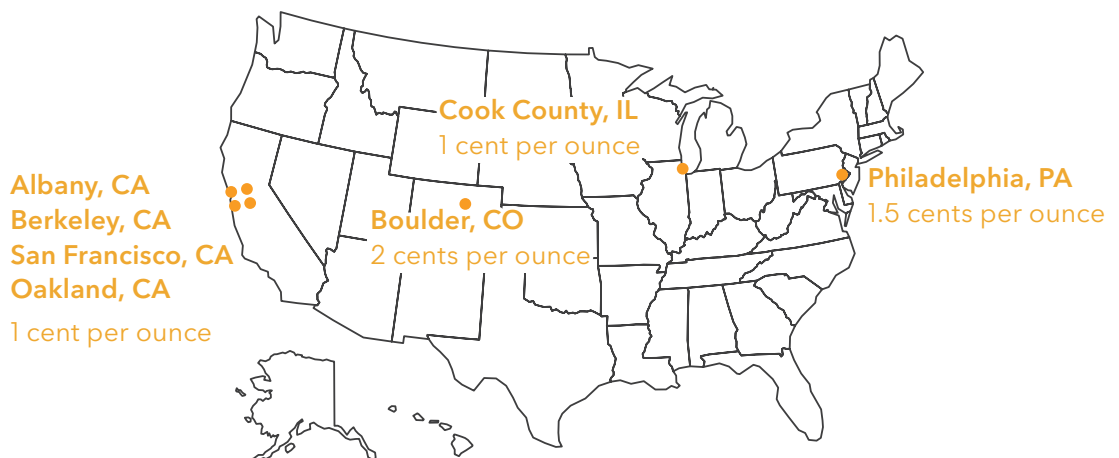 Cook County, IL
1 cent per ounce
Albany, CA
Berkeley, CA
San Francisco, CA
Oakland, CA
1 cent per ounce
Boulder, CO
2 cents per ounce
Philadelphia, PA
1.5 cents per ounce